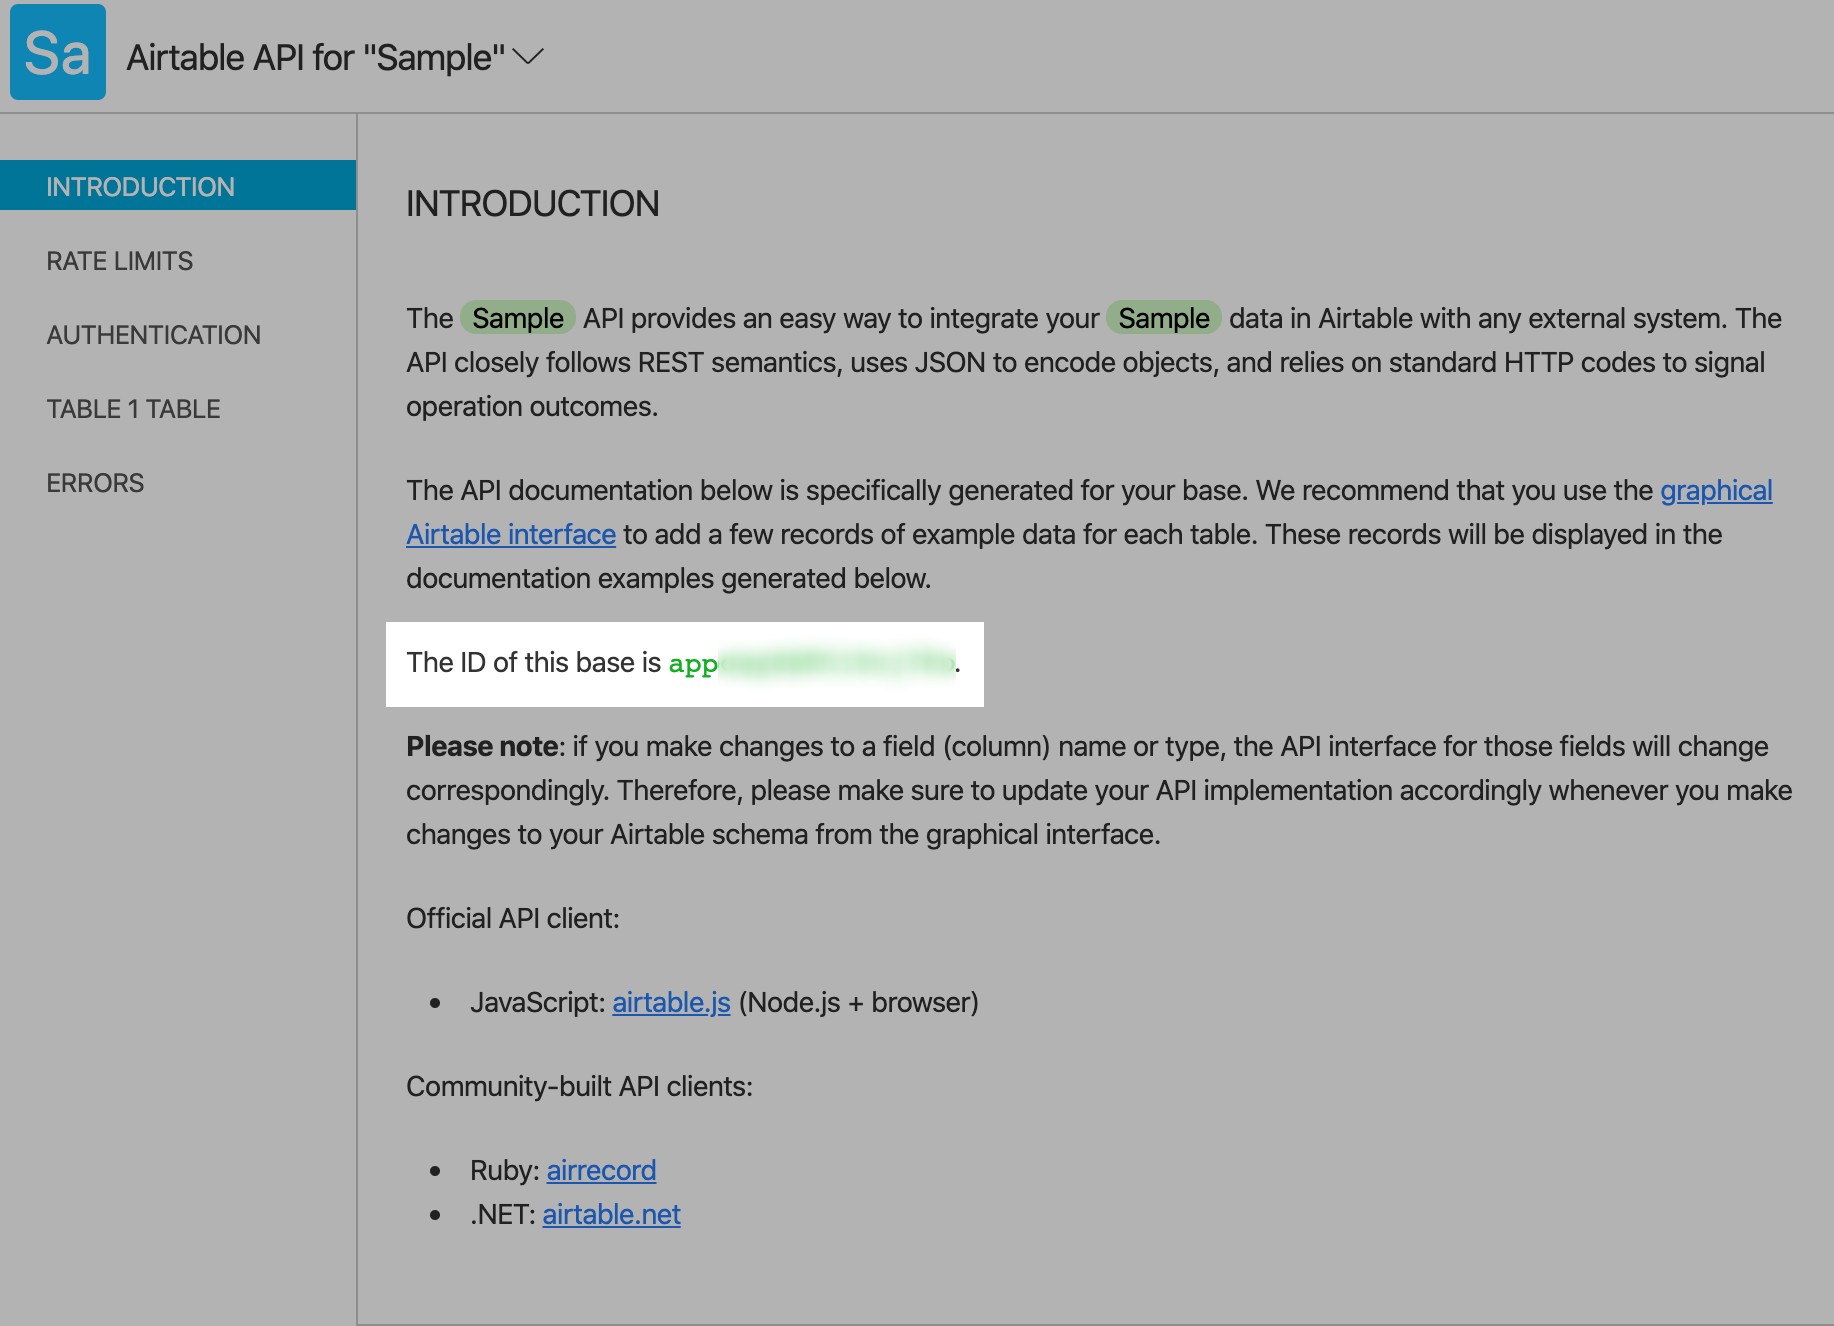 Sa
Airtable API for "Sample"
INTRODUCTION
RATE LIMITS
AUTHENTICATION
TABLE 1 TABLE
ERRORS
INTRODUCTION
The Sample API provides an easy way to integrate your Sample data in Airtable with any external system. The
API closely follows REST semantics, uses JSON to encode objects, and relies on standard HTTP codes to signal
operation outcomes.
The API documentation below is specifically generated for your base. We recommend that you use the graphical
Airtable interface to add a few records of example data for each table. These records will be displayed in the
documentation examples generated below.
The ID of this base is app .
Please note: if you make changes to a field (column) name or type, the API interface for those fields will change
correspondingly. Therefore, please make sure to update your API implementation accordingly whenever you make
changes to your Airtable schema from the graphical interface.
Official API client:
• JavaScript: airtable.js (Node.js + browser)
Community-built API clients:
• Ruby: airrecord
• .NET: airtable.net